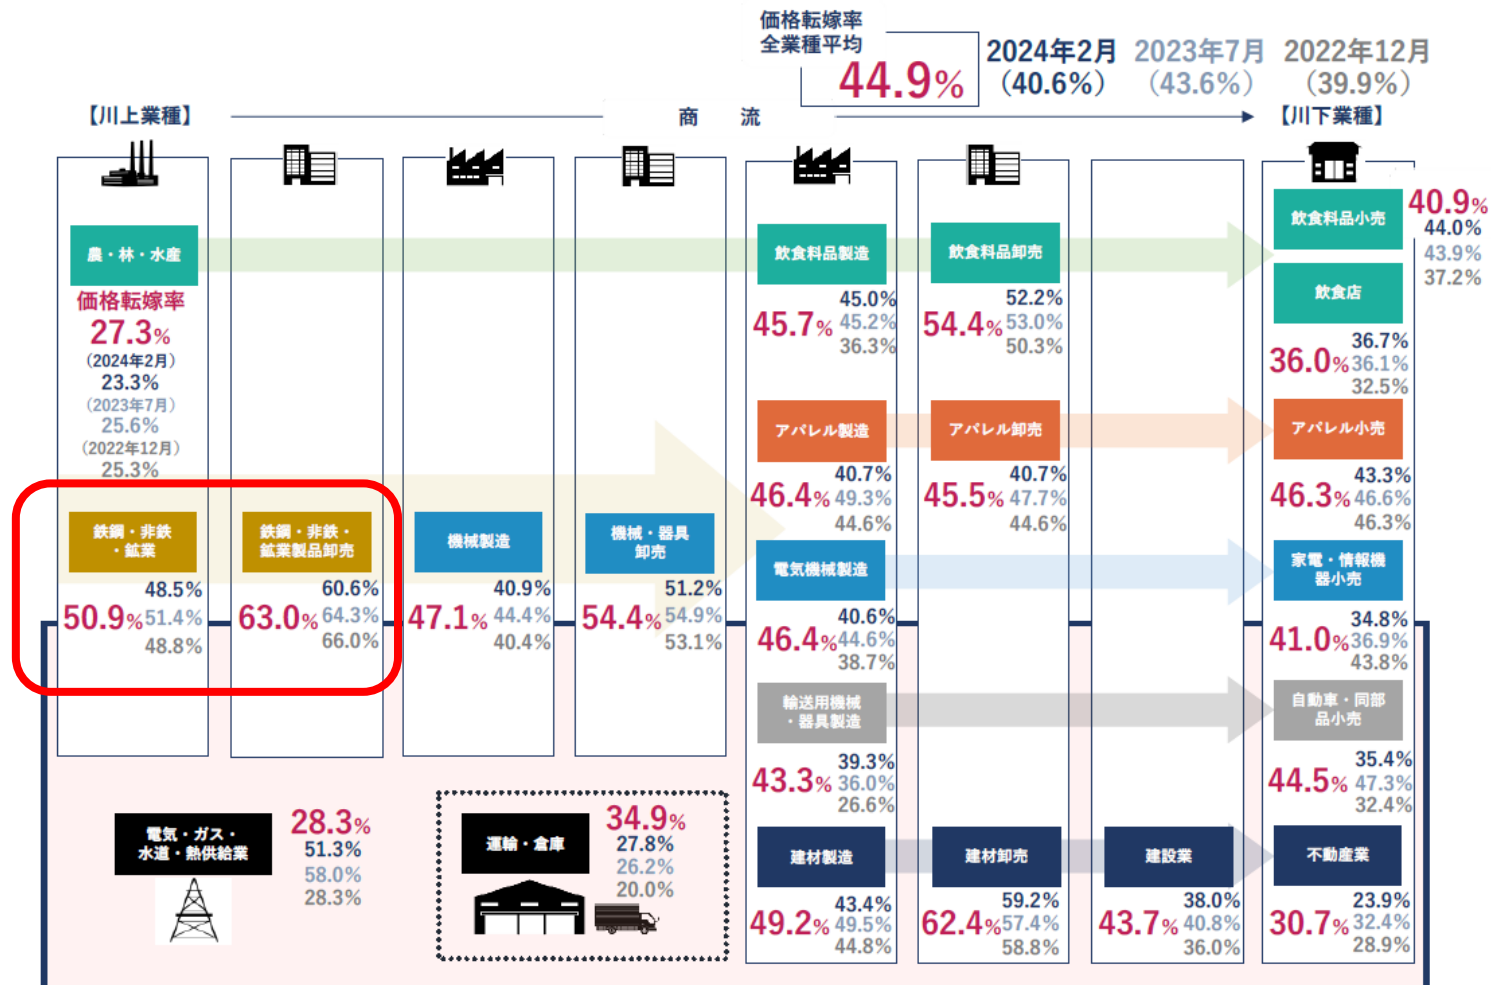 価格転嫁率
全業種平均
44.9%
2024年2月
（40.6%）
2023年7月
（43.6%）
2022年12月
（39.9%）
【川上業種】
商　流
【川下業種】
農・林・水産
価格転嫁率
27.3%
（2024年2月）
23.3%
（2023年7月）
25.6%
（2022年12月）
25.3%
飲食料品製造
45.0%
45.7% 45.2%
36.3%
飲食料品卸売
52.2%
54.4% 53.0%
50.3%
飲食料品小売
40.9%
44.0%
43.9%
37.2%
飲食店
36.7%
36.0% 36.1%
32.5%
アパレル製造
40.7%
46.4% 49.3%
44.6%
アパレル卸売
40.7%
45.5% 47.7%
44.6%
アパレル小売
43.3%
46.3% 46.6%
46.3%
鉄鋼・非鉄
・鉱業
48.5%
50.9% 51.4%
48.8%
鉄鋼・非鉄・
鉱業製品卸売
60.6%
63.0% 64.3%
66.0%
機械製造
40.9%
47.1% 44.4%
40.4%
機械・器具
卸売
51.2%
54.4% 54.9%
53.1%
電気機械製造
40.6%
46.4% 44.6%
38.7%
家電・情報機
器小売
34.8%
41.0% 36.9%
43.8%
輸送用機械
・器具製造
39.3%
43.3% 36.0%
26.6%
自動車・同部
品小売
35.4%
44.5% 47.3%
32.4%
電気・ガス・
水道・熱供給業
28.3%
51.3%
58.0%
28.3%
運輸・倉庫
34.9%
27.8%
26.2%
20.0%
建材製造
43.4%
49.2% 49.5%
44.8%
建材卸売
59.2%
62.4% 57.4%
58.8%
建設業
38.0%
43.7% 40.8%
36.0%
不動産業
23.9%
30.7% 32.4%
28.9%